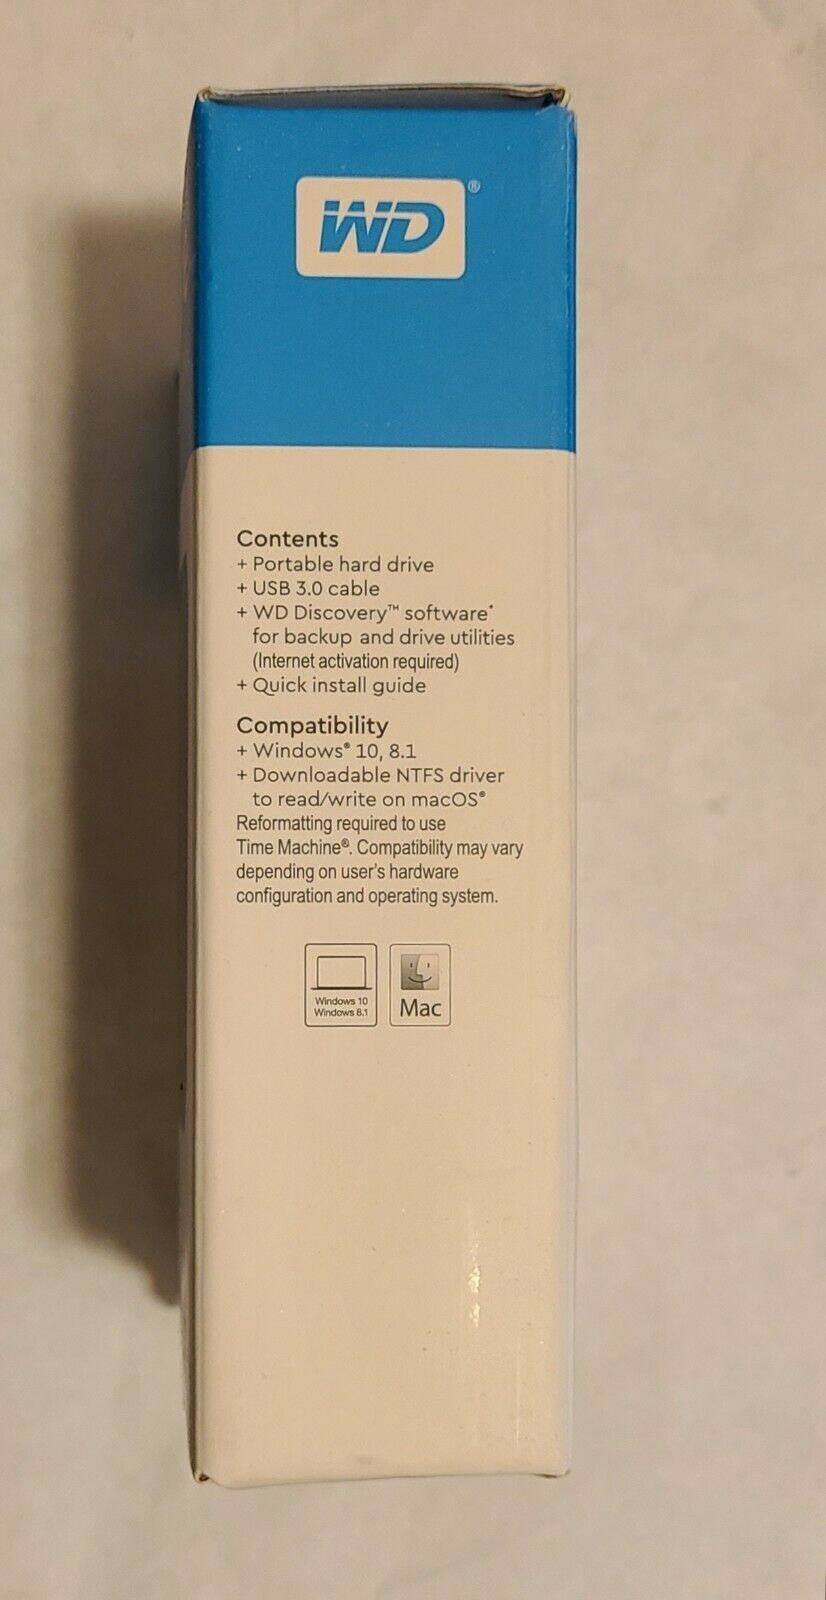 WD®
Contents
+ Portable hard drive
+ USB 3.0 cable
+ WD Discovery™ software*
for backup and drive utilities
(Internet activation required)
+ Quick install guide
Compatibility
+ Windows® 10, 8.1
+ Downloadable NTFS driver
to read/write on macOS®
Reformatting required to use
Time Machine®. Compatibility may vary
depending on user's hardware
configuration and operating system.
Windows 10
Windows 8.1
Mac